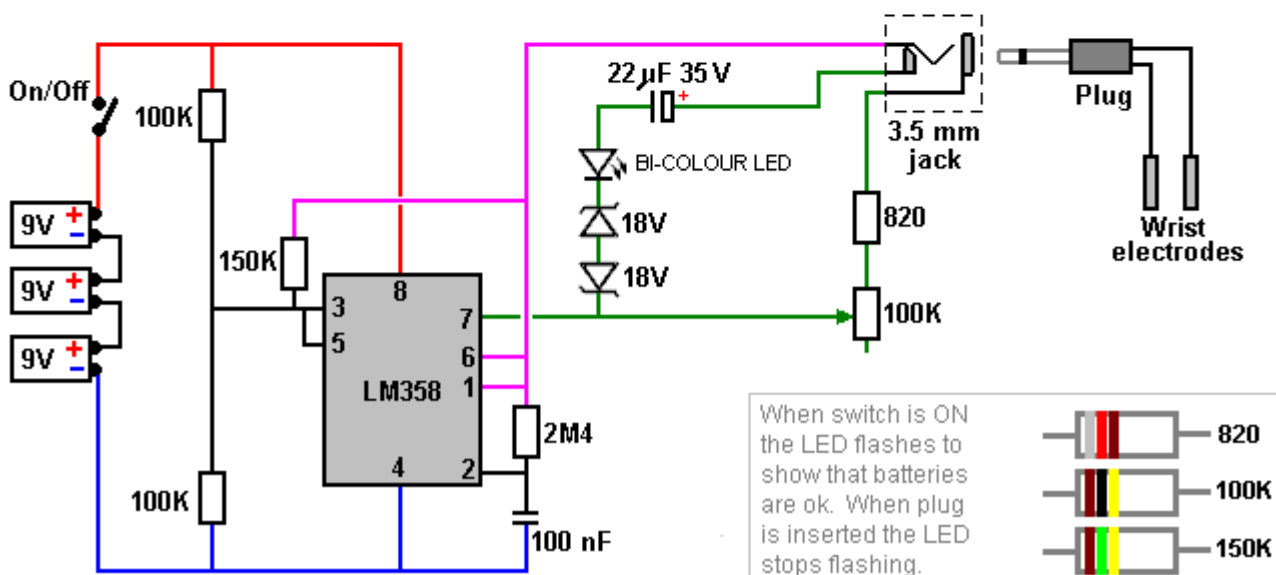 On/Off
100K
22 µF 35 V
+
Plug
3.5 mm
jack
BI-COLOUR LED
820
Wrist
electrodes
9V + −
18V
150K
9V + −
18V
8
3
7
100K
5
6
9V + −
LM358
1
2M4
4
2
100K
100 nF
When switch is ON
the LED flashes to
show that batteries
are ok. When plug
is inserted the LED
stops flashing.
820
100K
150K